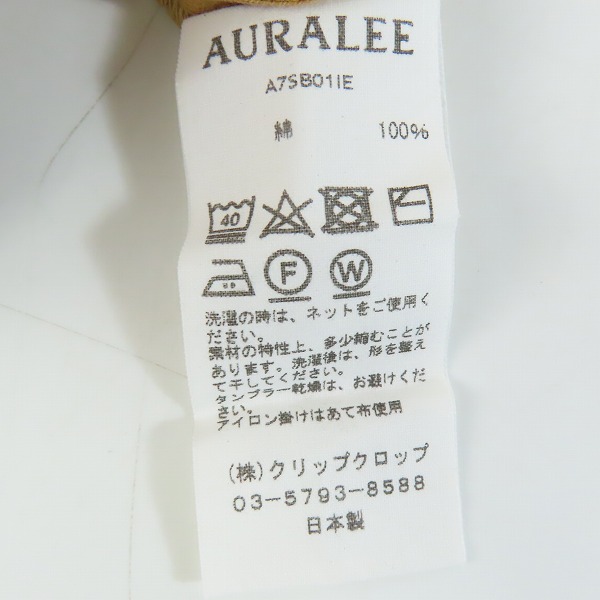 AURALEE
A7SB01IE
綿 100%
40
F W
洗濯の時は、ネットをご使用く
ださい。
素材の特性上、多少縮むことが
あります。洗濯後は、形を整え
て干してください。
タンブラー乾燥は、お避けくだ
さい。
アイロン掛けはあて布使用
(株)クリップクロップ
03-5793-8588
日本製